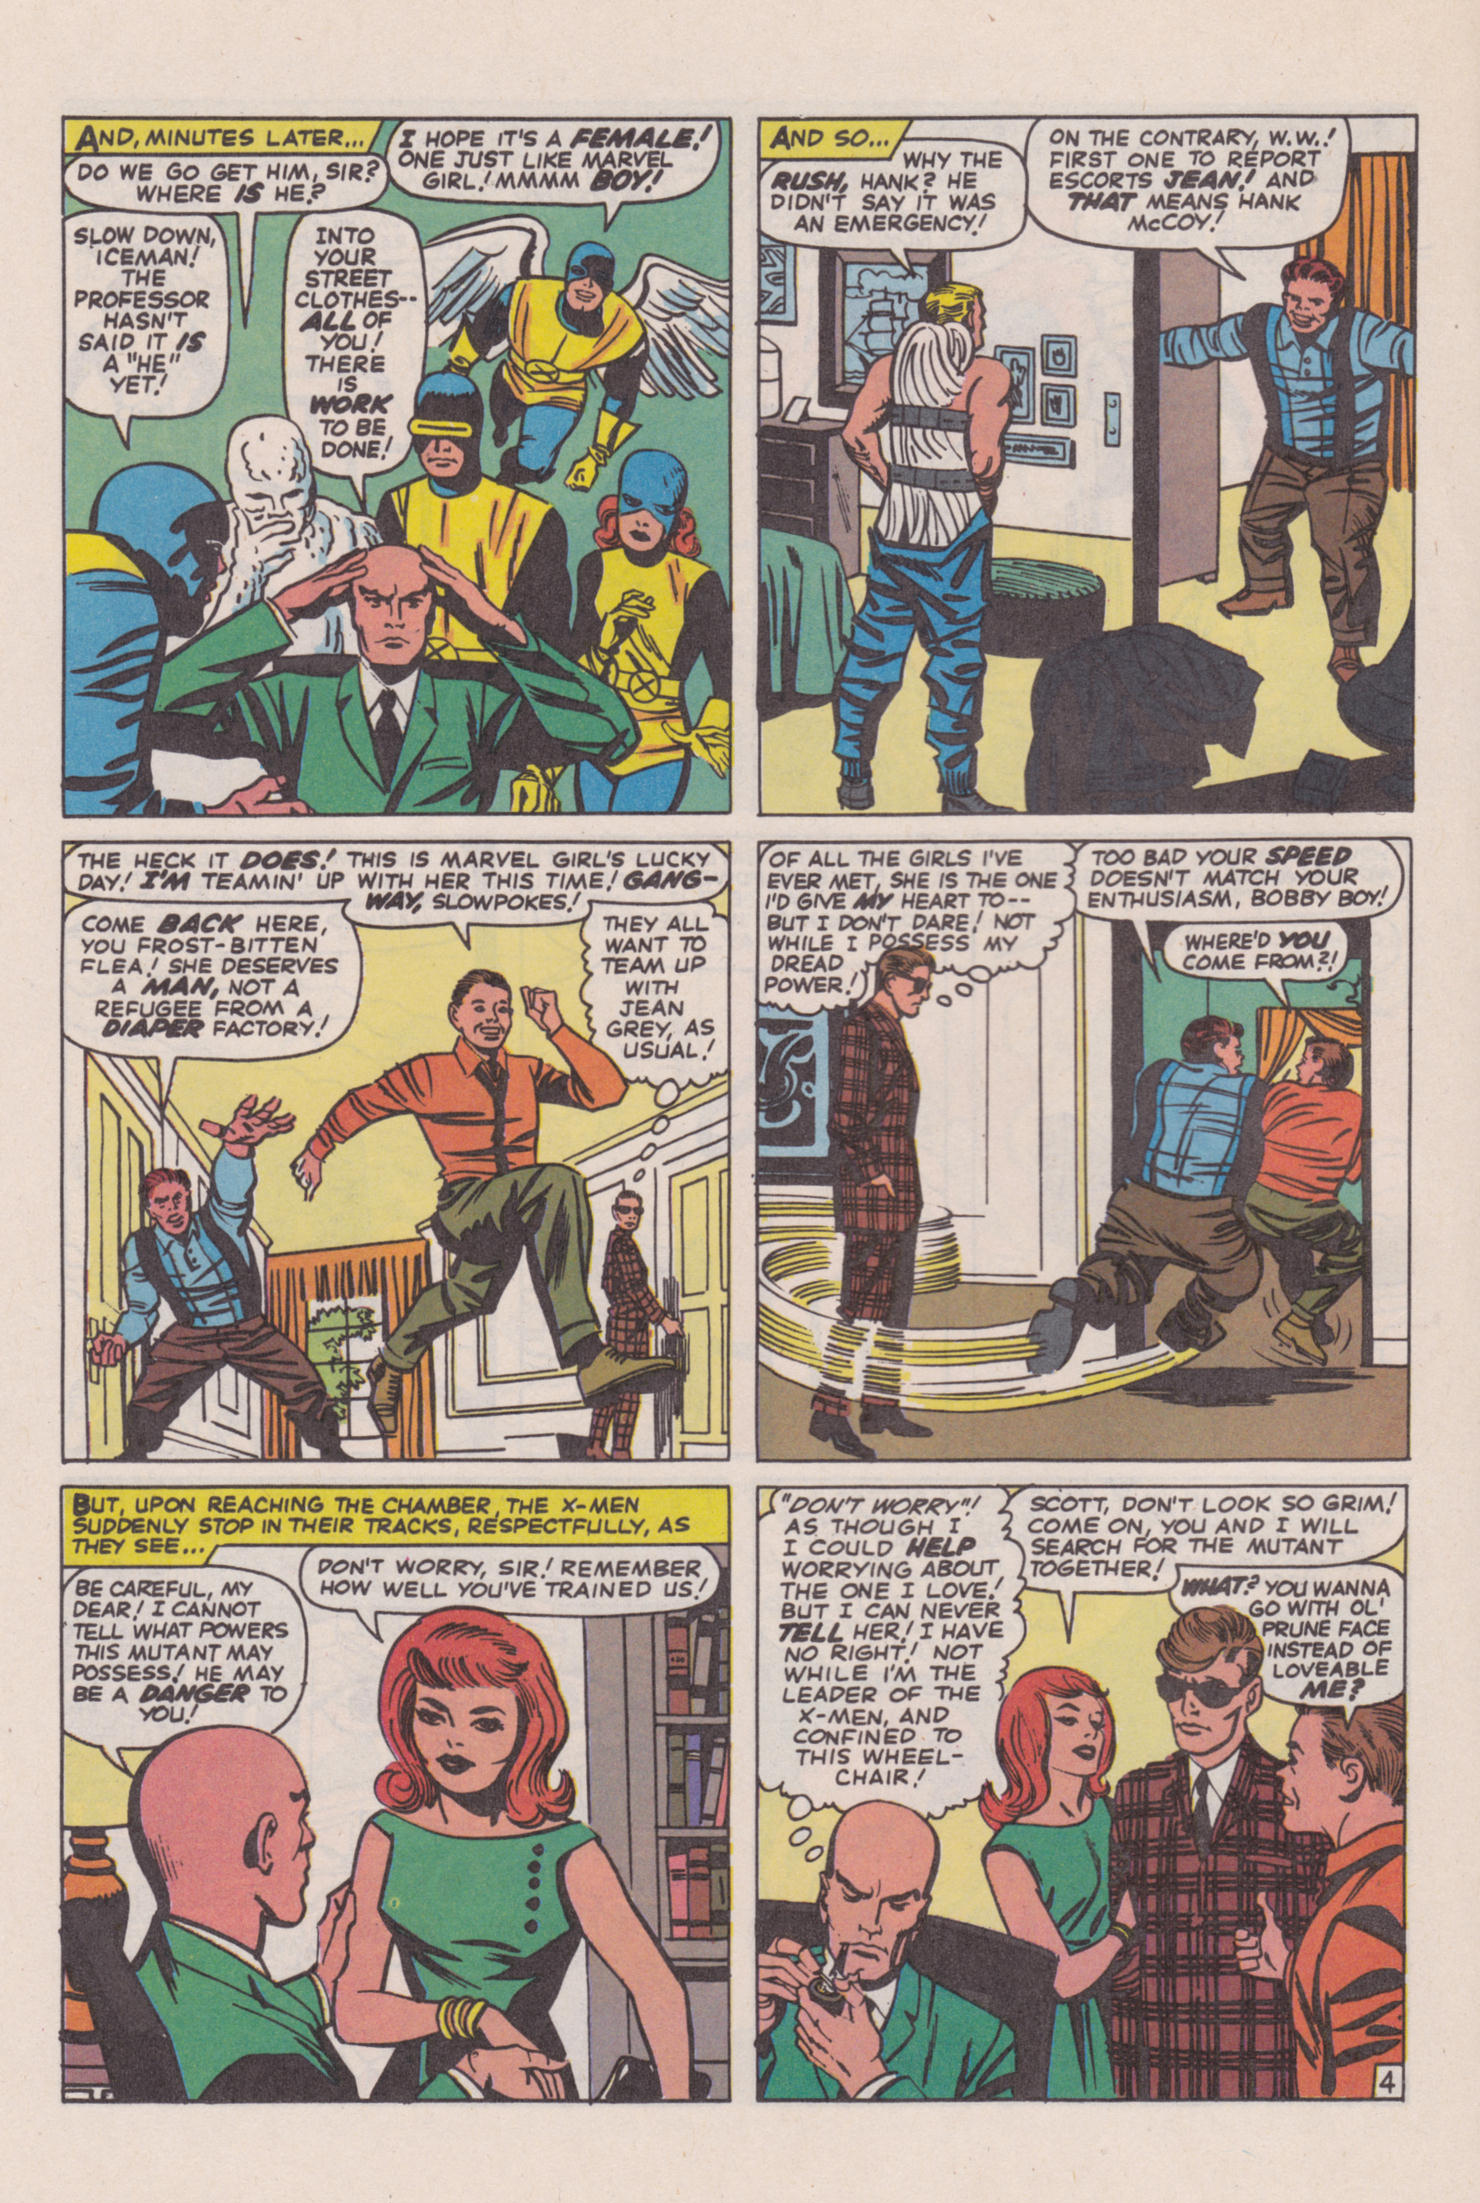 AND, MINUTES LATER...
DO WE GO GET HIM, SIR?
WHERE IS HE?
I HOPE IT'S A FEMALE!
ONE JUST LIKE MARVEL
GIRL! MMMM BOY!
SLOW DOWN,
ICEMAN!
THE
PROFESSOR
HASN'T
SAID IT IS
A "HE"
YET!
INTO
YOUR
STREET
CLOTHES--
ALL OF
YOU!
THERE
IS
WORK
TO BE
DONE!
AND SO...
WHY THE
RUSH, HANK? HE
DIDN'T SAY IT WAS
AN EMERGENCY!
ON THE CONTRARY, W.W.!
FIRST ONE TO REPORT
ESCORTS JEAN! AND
THAT MEANS HANK
McCOY!
THE HECK IT DOES! THIS IS MARVEL GIRL'S LUCKY
DAY! I'M TEAMIN' UP WITH HER THIS TIME! GANG-
WAY, SLOWPOKES!
COME BACK HERE,
YOU FROST-BITTEN
FLEA! SHE DESERVES
A MAN, NOT A
REFUGEE FROM A
DIAPER FACTORY!
THEY ALL
WANT TO
TEAM UP
WITH
JEAN
GREY, AS
USUAL!
OF ALL THE GIRLS I'VE
EVER MET, SHE IS THE ONE
I'D GIVE MY HEART TO--
BUT I DON'T DARE! NOT
WHILE I POSSESS MY
DREAD
POWER!
TOO BAD YOUR SPEED
DOESN'T MATCH YOUR
ENTHUSIASM, BOBBY BOY!
WHERE'D YOU
COME FROM?!
BUT, UPON REACHING THE CHAMBER, THE X-MEN
SUDDENLY STOP IN THEIR TRACKS, RESPECTFULLY, AS
THEY SEE...
BE CAREFUL, MY
DEAR! I CANNOT
TELL WHAT POWERS
THIS MUTANT MAY
POSSESS! HE MAY
BE A DANGER TO
YOU!
DON'T WORRY, SIR! REMEMBER
HOW WELL YOU'VE TRAINED US!
"DON'T WORRY"!
AS THOUGH I
COULD HELP
WORRYING ABOUT
THE ONE I LOVE!
BUT I CAN NEVER
TELL HER! I HAVE
NO RIGHT! NOT
WHILE I'M THE
LEADER OF THE
X-MEN, AND
CONFINED TO
THIS WHEEL-
CHAIR!
SCOTT, DON'T LOOK SO GRIM!
COME ON, YOU AND I WILL
SEARCH FOR THE MUTANT
TOGETHER!
WHAT? YOU WANNA
GO WITH OL'
PRUNE FACE
INSTEAD OF
LOVEABLE
ME?
4